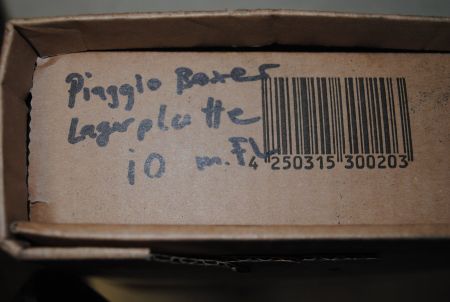 Piaggio Boxer
Lagerplatte
10 m.FL
4 250315 300203